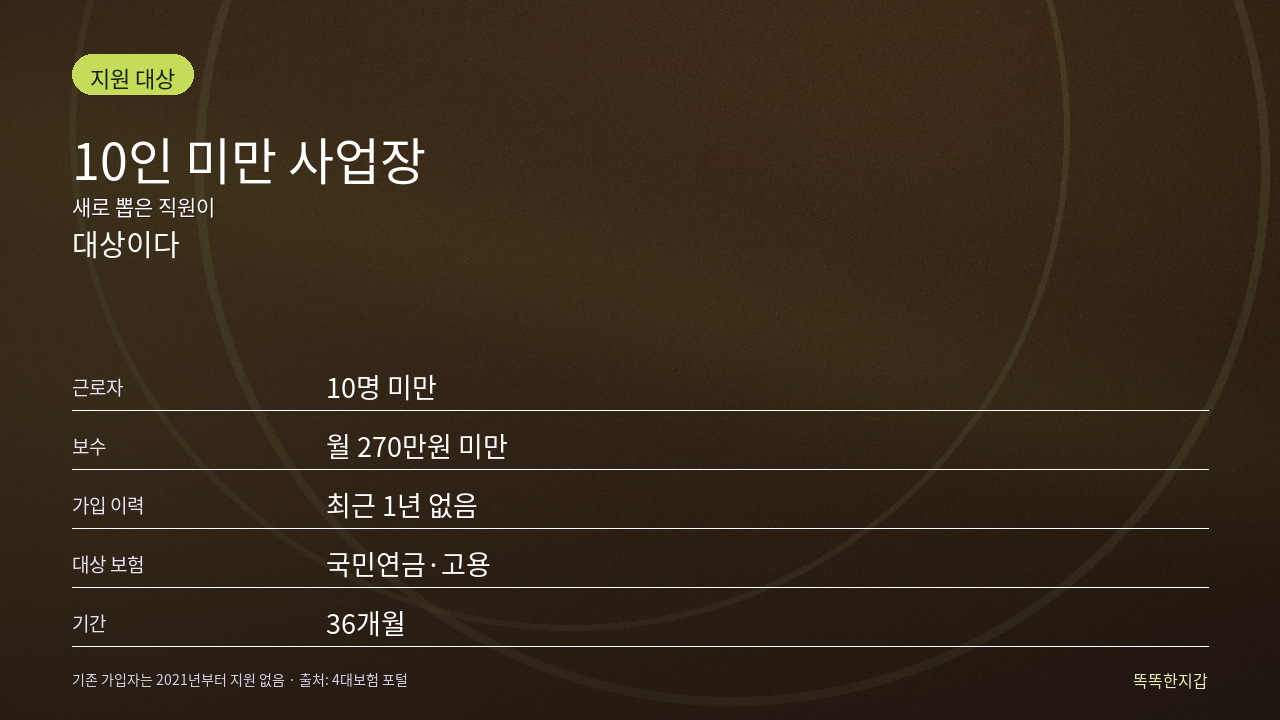 지원 대상
10인 미만 사업장
새로 뽑은 직원이
대상이다
근로자 10명 미만
보수 월 270만원 미만
가입 이력 최근 1년 없음
대상 보험 국민연금·고용
기간 36개월
기존 가입자는 2021년부터 지원 없음 · 출처: 4대보험 포털
똑똑한지갑